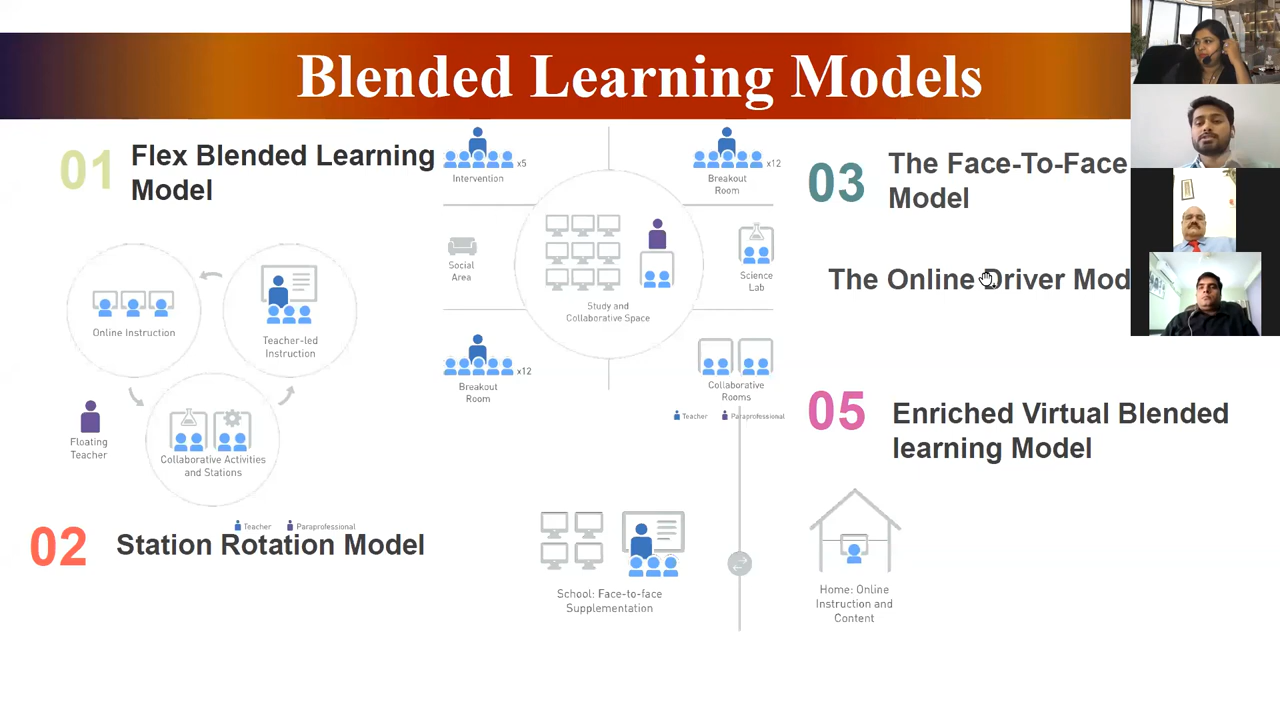 Blended Learning Models
01
Flex Blended Learning
Model
x5
Intervention
x12
Breakout
Room
Social
Area
Science
Lab
Study and
Collaborative Space
x12
Breakout
Room
Collaborative
Rooms
Teacher
Paraprofessional
Online Instruction
Teacher-led
Instruction
Floating
Teacher
Collaborative Activities
and Stations
Teacher
Paraprofessional
02
Station Rotation Model
03
The Face-To-Face
Model
The Online Driver Mod
05
Enriched Virtual Blended
learning Model
School: Face-to-face
Supplementation
Home: Online
Instruction and
Content